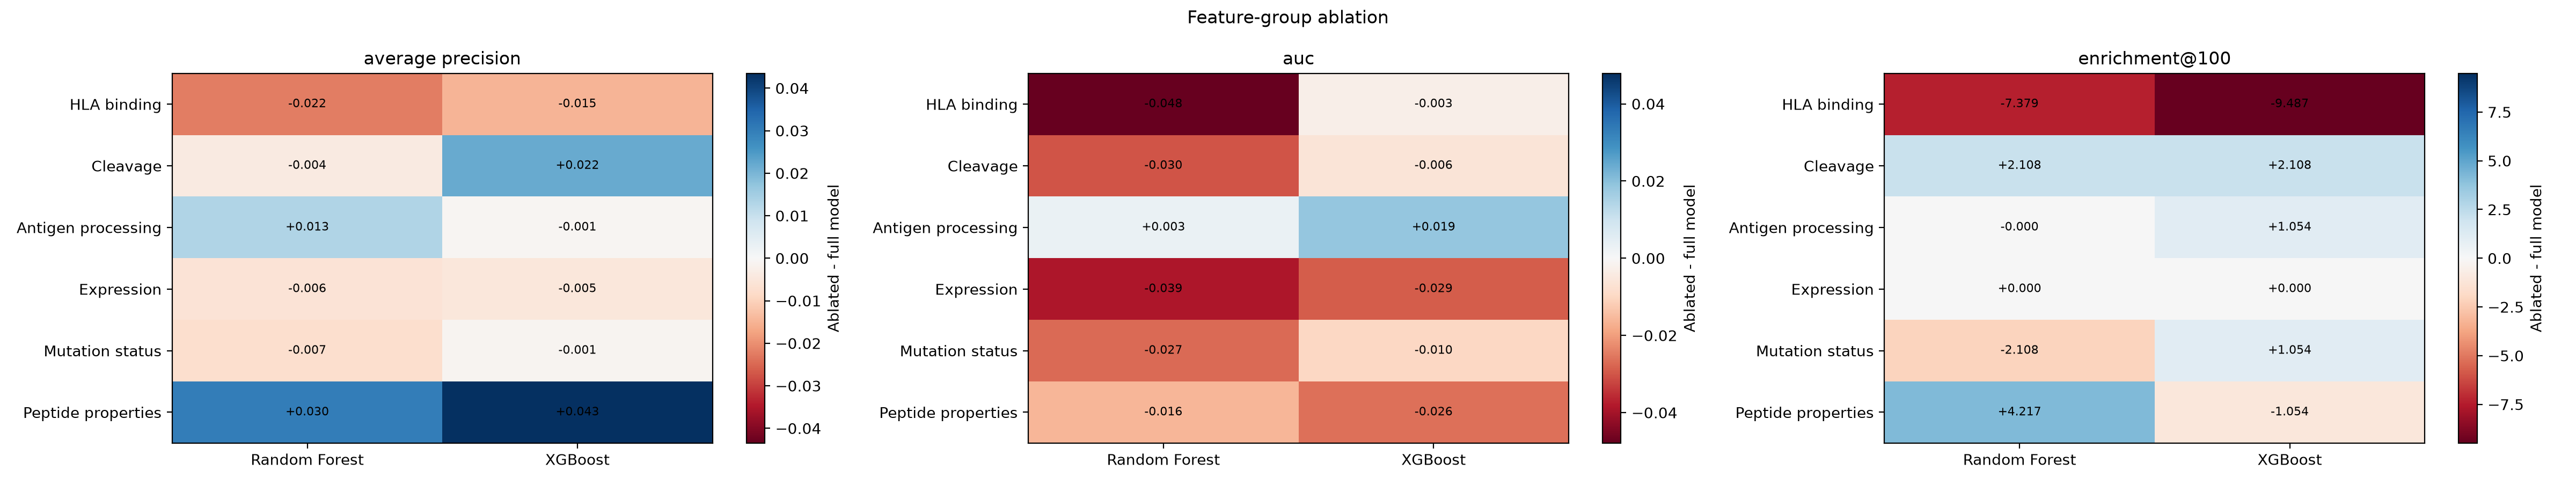 Feature-group ablation
average precision
HLA binding
Cleavage
Antigen processing
Expression
Mutation status
Peptide properties
-0.022 -0.015
-0.004 +0.022
+0.013 -0.001
-0.006 -0.005
-0.007 -0.001
+0.030 +0.043
Random Forest XGBoost
0.04
0.03
0.02
0.01
0.00
−0.01
−0.02
−0.03
−0.04
Ablated - full model
auc
HLA binding
Cleavage
Antigen processing
Expression
Mutation status
Peptide properties
-0.048 -0.003
-0.030 -0.006
+0.003 +0.019
-0.039 -0.029
-0.027 -0.010
-0.016 -0.026
Random Forest XGBoost
0.04
0.02
0.00
−0.02
−0.04
Ablated - full model
enrichment@100
HLA binding
Cleavage
Antigen processing
Expression
Mutation status
Peptide properties
-7.379 -9.487
+2.108 +2.108
-0.000 +1.054
+0.000 +0.000
-2.108 +1.054
+4.217 -1.054
Random Forest XGBoost
7.5
5.0
2.5
0.0
−2.5
−5.0
−7.5
Ablated - full model